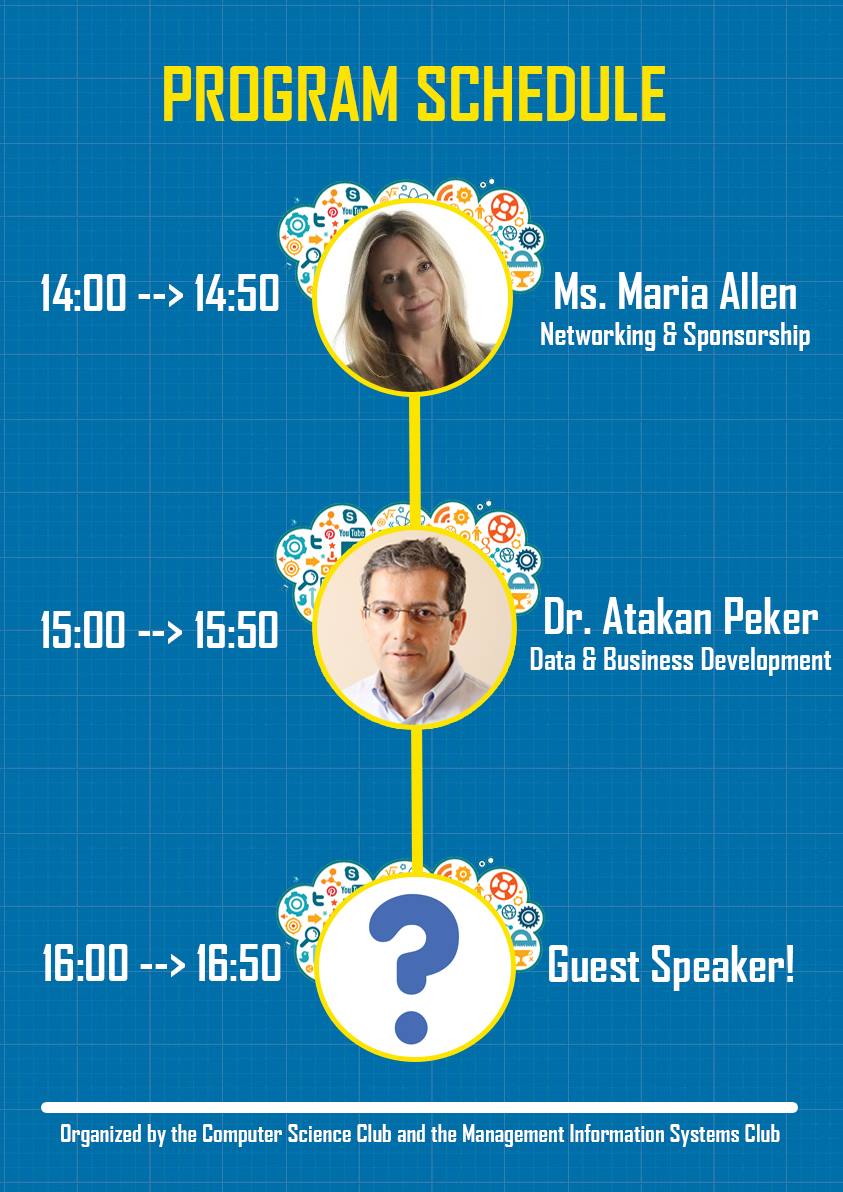 PROGRAM SCHEDULE
14:00 --> 14:50
Ms. Maria Allen
Networking & Sponsorship
You Tube
15:00 --> 15:50
Dr. Atakan Peker
Data & Business Development
16:00 --> 16:50
Guest Speaker!
Organized by the Computer Science Club and the Management Information Systems Club